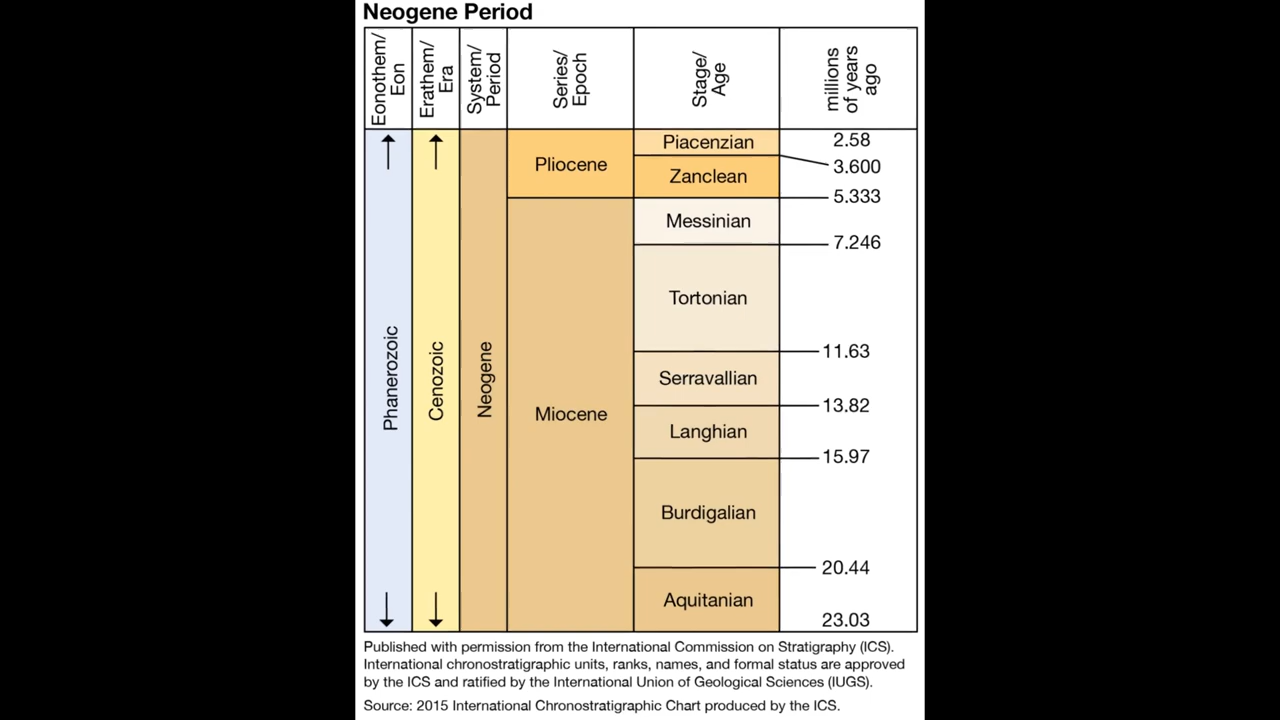 Neogene Period
Eonothem/
Eon
Erathem/
Era
System/
Period
Series/
Epoch
Stage/
Age
millions
of years
ago
Phanerozoic
Cenozoic
Neogene
Pliocene
Miocene
Piacenzian
Zanclean
Messinian
Tortonian
Serravallian
Langhian
Burdigalian
Aquitanian
2.58
3.600
5.333
7.246
11.63
13.82
15.97
20.44
23.03
Published with permission from the International Commission on Stratigraphy (ICS).
International chronostratigraphic units, ranks, names, and formal status are approved
by the ICS and ratified by the International Union of Geological Sciences (IUGS).
Source: 2015 International Chronostratigraphic Chart produced by the ICS.